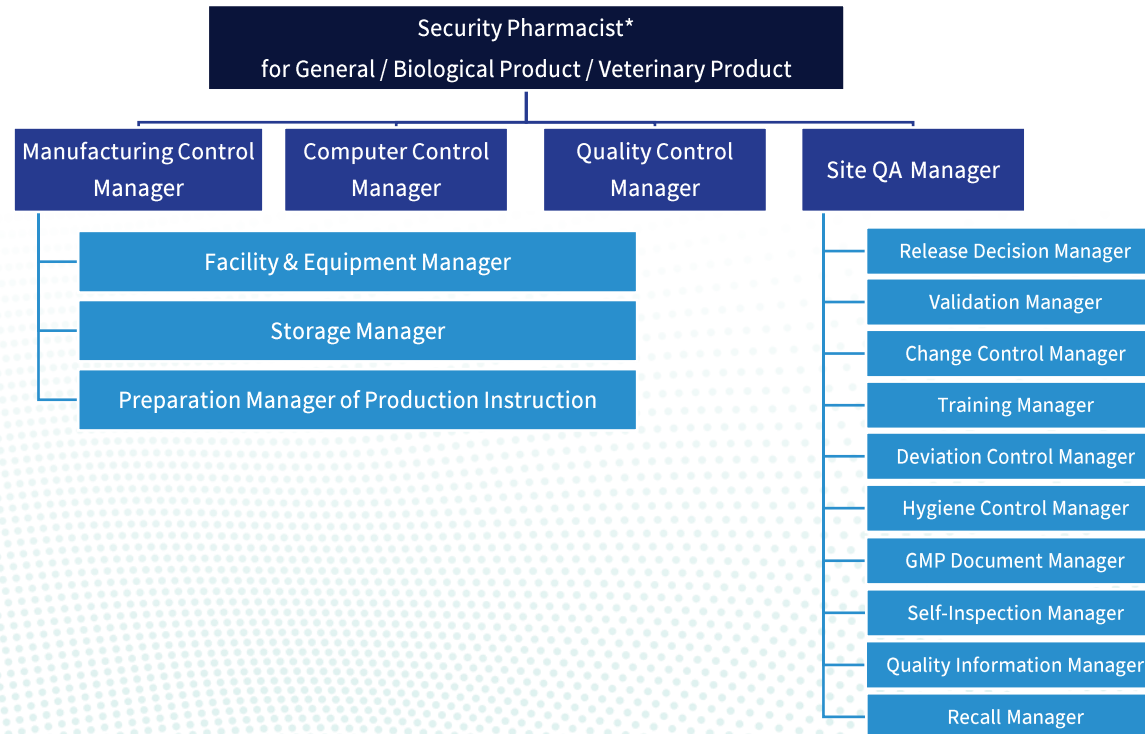 Security Pharmacist*
for General / Biological Product / Veterinary Product
Manufacturing Control
Manager
Computer Control
Manager
Quality Control
Manager
Site QA Manager
Facility & Equipment Manager
Storage Manager
Preparation Manager of Production Instruction
Release Decision Manager
Validation Manager
Change Control Manager
Training Manager
Deviation Control Manager
Hygiene Control Manager
GMP Document Manager
Self-Inspection Manager
Quality Information Manager
Recall Manager